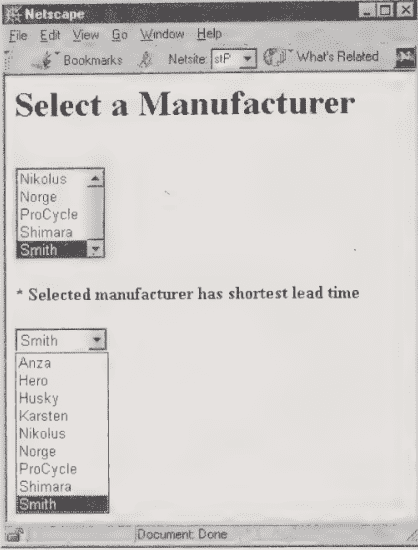 Netscape
File Edit View Go Window Help
Bookmarks Netsite: stP What's Related
Select a Manufacturer
Nikolus
Norge
ProCycle
Shimara
Smith
* Selected manufacturer has shortest lead time
Smith
Anza
Hero
Husky
Karsten
Nikolus
Norge
ProCycle
Shimara
Smith
Document: Done